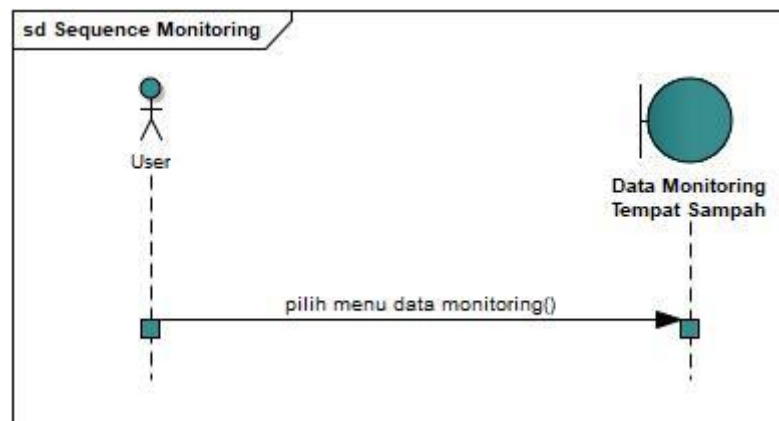 sd Sequence Monitoring
User
Data Monitoring
Tempat Sampah
pilih menu data monitoring()